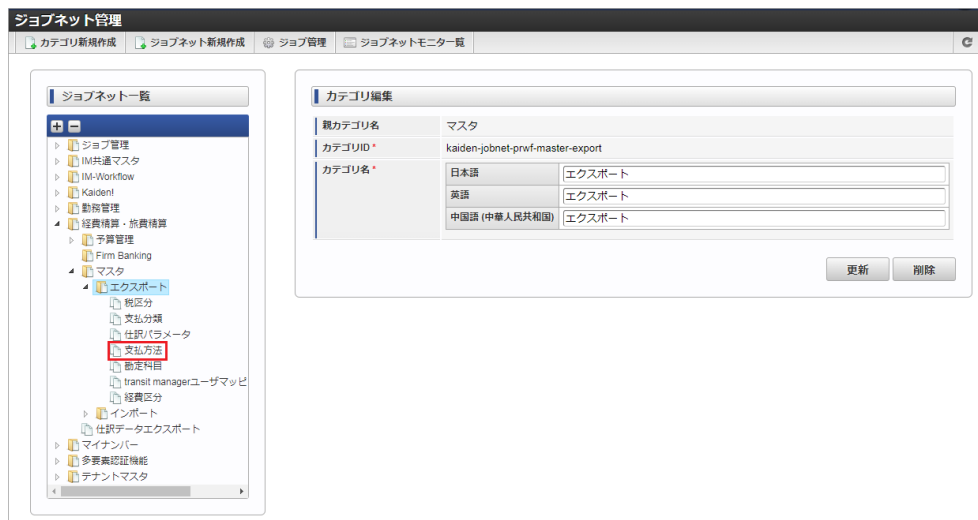 ジョブネット管理
カテゴリ新規作成 ジョブネット新規作成 ジョブ管理 ジョブネットモニター覧
ジョブネット一覧
ジョブ管理
IM共通マスタ
IM-Workflow
Kaiden!
勤務管理
経費精算・旅費精算
予算管理
Firm Banking
マスタ
エクスポート
税区分
支払分類
仕訳パラメータ
支払方法
勘定科目
transit managerユーザマッピ
経費区分
インポート
仕訳データエクスポート
マイナンバー
多要素認証機能
テナントマスタ
カテゴリ編集
親カテゴリ名 マスタ
カテゴリID * kaiden-jobnet-prwf-master-export
カテゴリ名 * 日本語 エクスポート
英語 エクスポート
中国語 (中華人民共和国) エクスポート
更新 削除